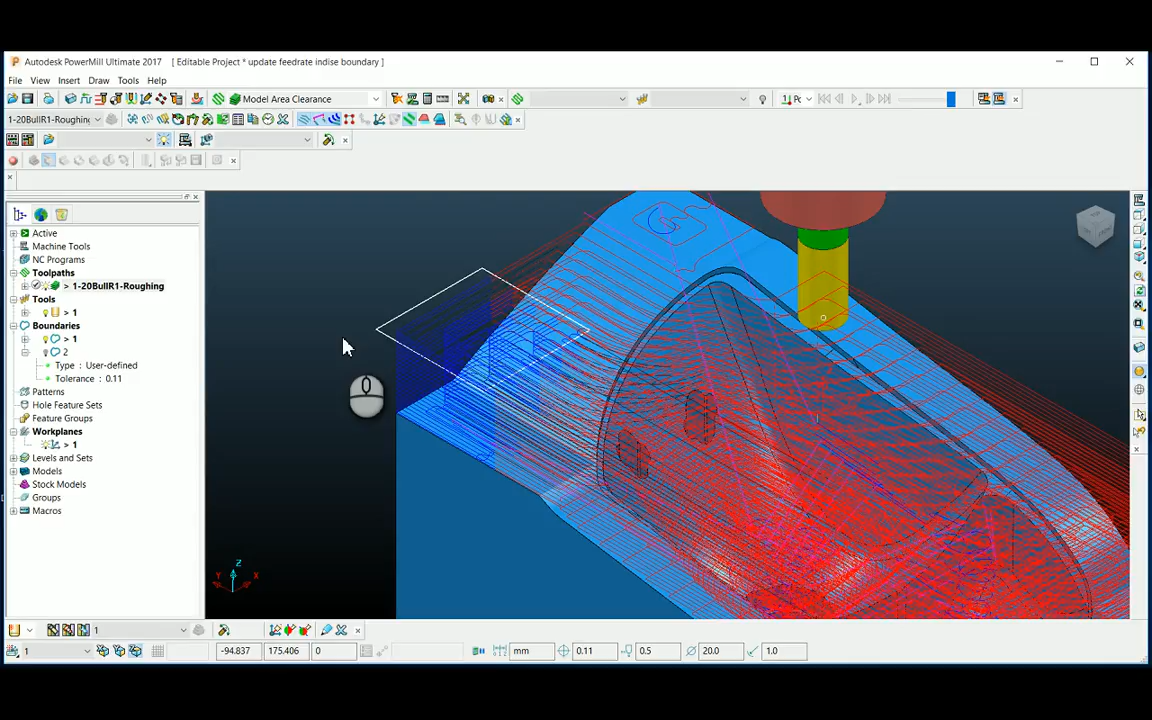 Autodesk PowerMill Ultimate 2017 [ Editable Project * update feedrate indise boundary ]
File View Insert Draw Tools Help
Model Area Clearance
1-20BullR1-Roughing
Active
Machine Tools
NC Programs
Toolpaths
> 1-20BullR1-Roughing
Tools
> 1
Boundaries
> 1
2
Type : User-defined
Tolerance : 0.11
Patterns
Hole Feature Sets
Feature Groups
Workplanes
> 1
Levels and Sets
Models
Stock Models
Groups
Macros
Z
Y X
1
1 -94.837 175.406 0 mm 0.11 0.5 20.0 1.0